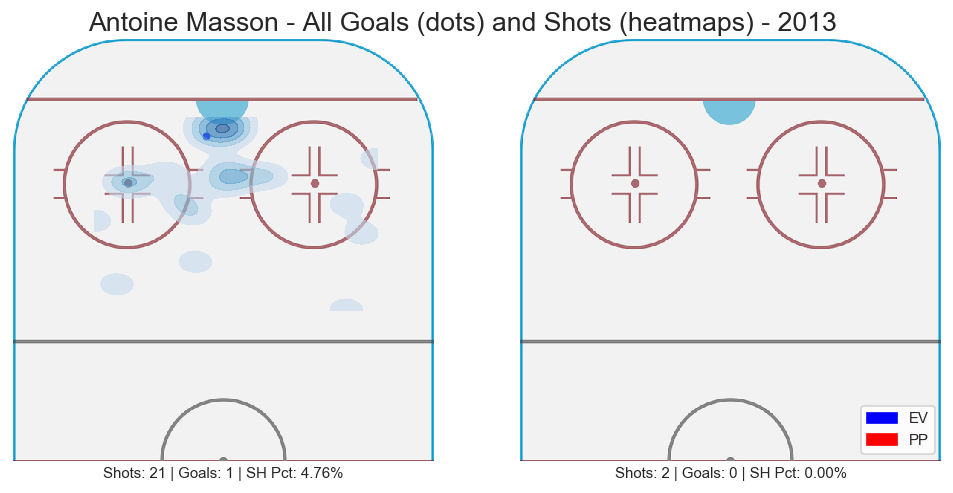 Antoine Masson - All Goals (dots) and Shots (heatmaps) - 2013
EV
PP
Shots: 21 | Goals: 1 | SH Pct: 4.76%
Shots: 2 | Goals: 0 | SH Pct: 0.00%